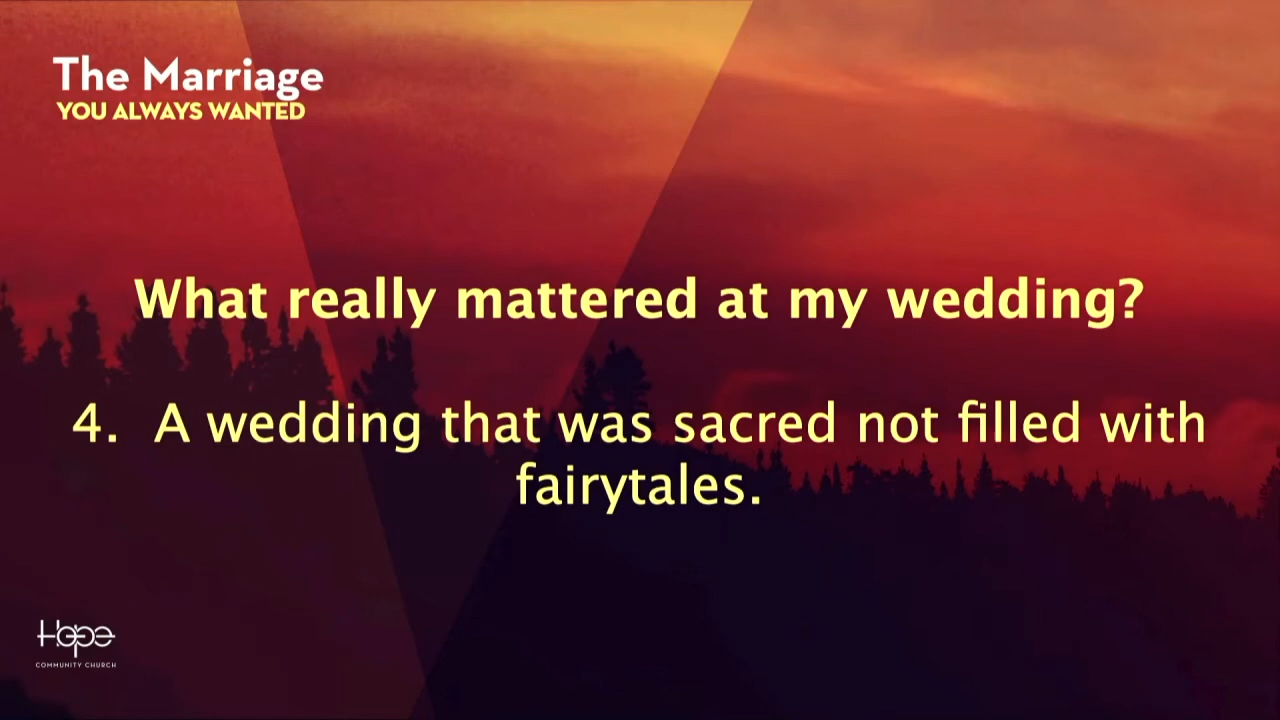 The Marriage
YOU ALWAYS WANTED
What really mattered at my wedding?
4. A wedding that was sacred not filled with
fairytales.
Hope
COMMUNITY CHURCH